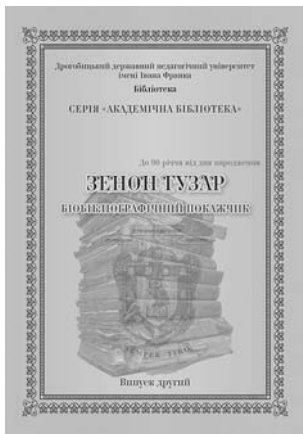 Дрогобицький державний педагогічний університет
імені Івана Франка
Бібліотека
СЕРІЯ «АКАДЕМІЧНА БІБЛІОТЕКА»
До 90-річчя від дня народження
ЗЕНОН ГУЗАР
БІОБІБЛІОГРАФІЧНИЙ ПОКАЖЧИК
Випуск другий